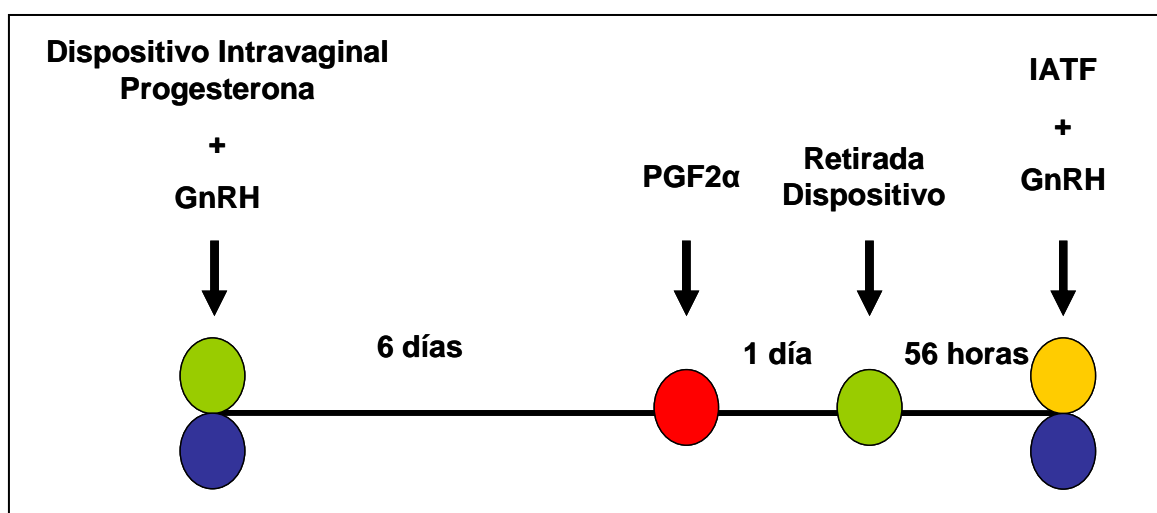 Dispositivo Intravaginal
Progesterona
+
GnRH
6 días
PGF2α
1 día
Retirada
Dispositivo
56 horas
IATF
+
GnRH